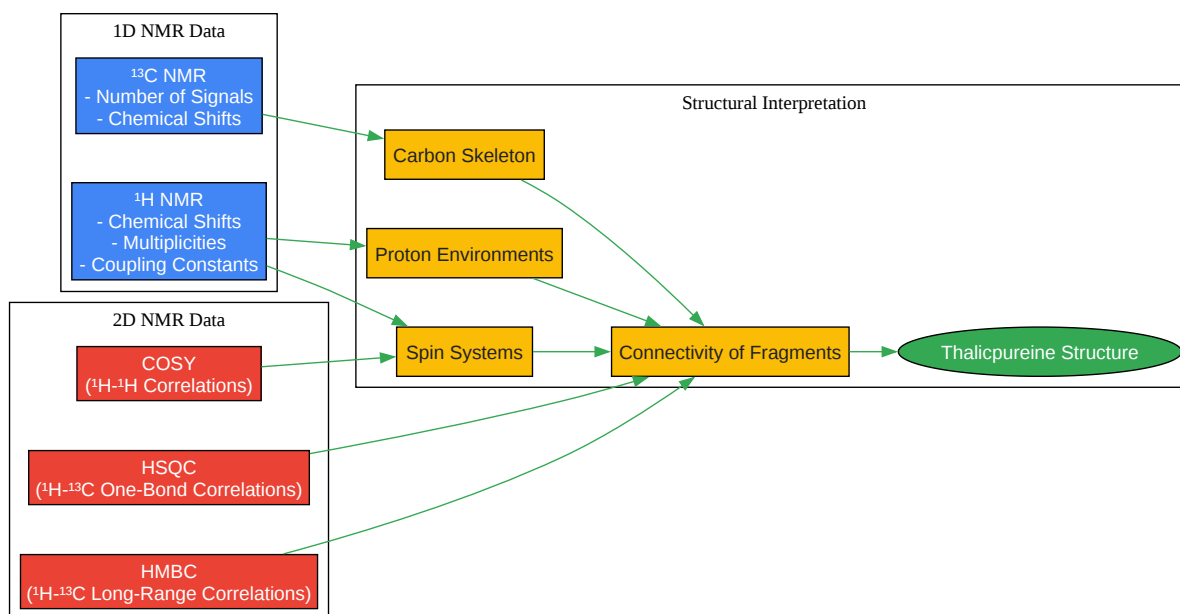 1D NMR Data
¹³C NMR
- Number of Signals
- Chemical Shifts
¹H NMR
- Chemical Shifts
- Multiplicities
- Coupling Constants
2D NMR Data
COSY
(¹H-¹H Correlations)
HSQC
(¹H-¹³C One-Bond Correlations)
HMBC
(¹H-¹³C Long-Range Correlations)
Structural Interpretation
Carbon Skeleton
Proton Environments
Spin Systems
Connectivity of Fragments
Thalicpureine Structure